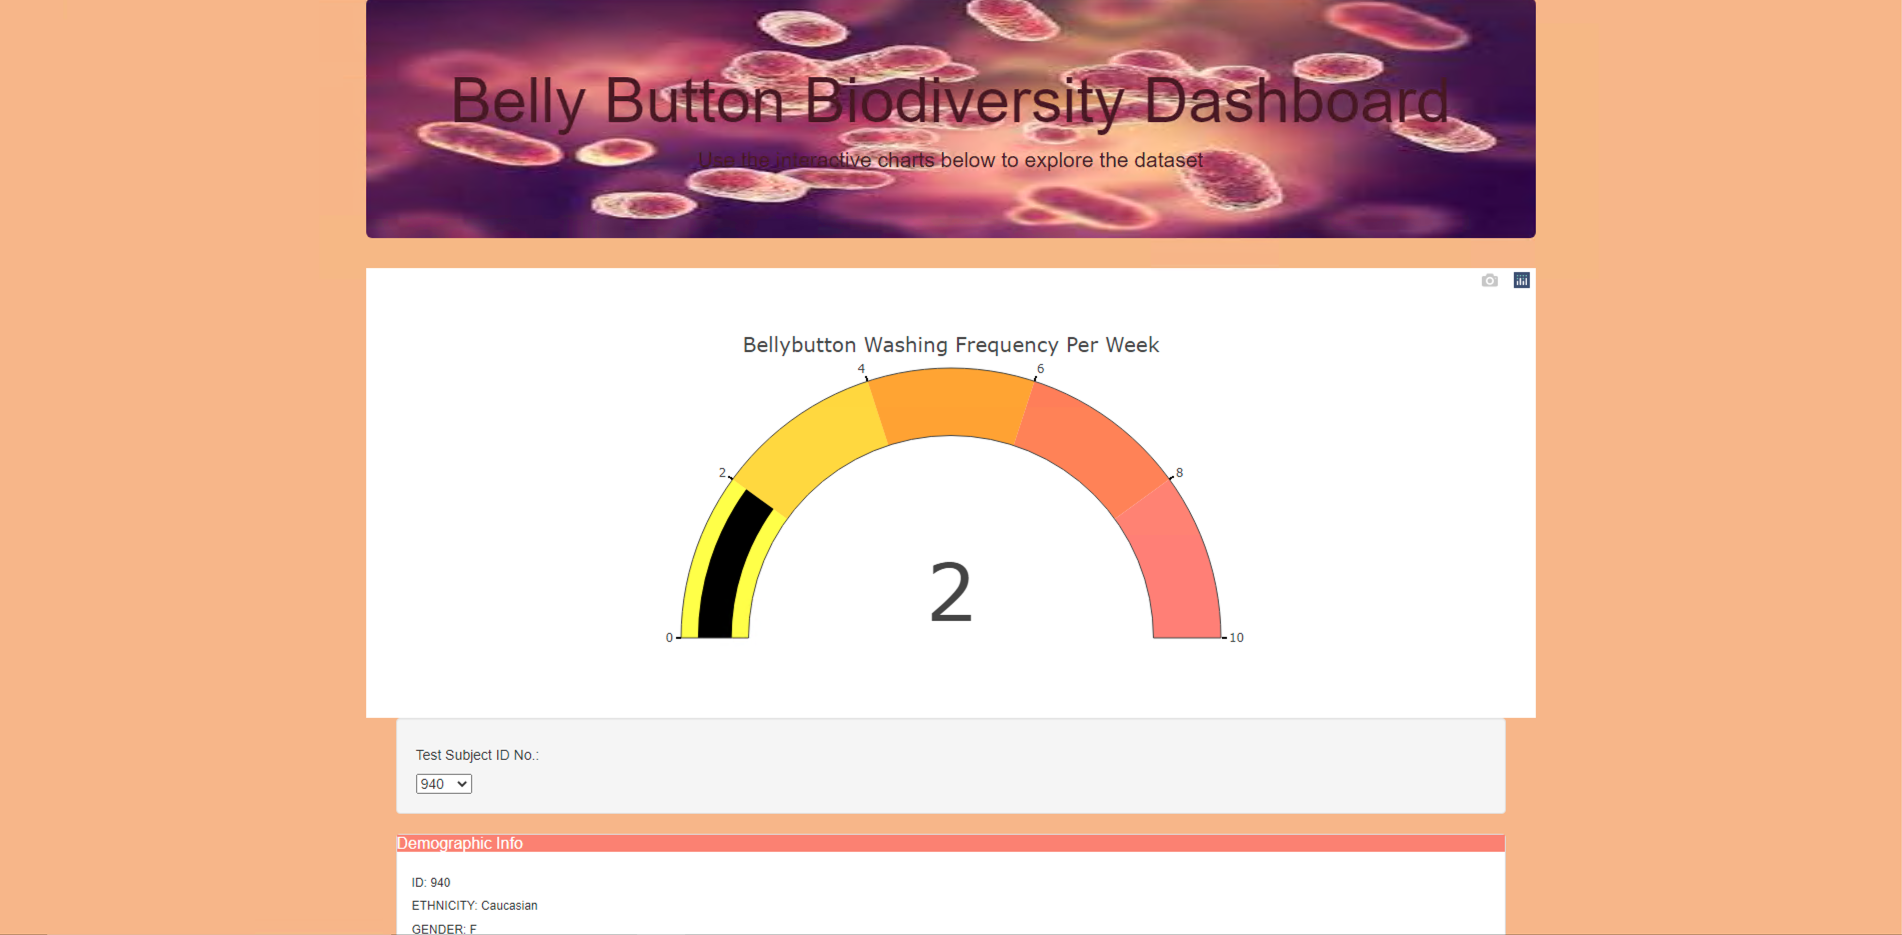 Belly Button Biodiversity Dashboard
Use the interactive charts below to explore the dataset
Bellybutton Washing Frequency Per Week
4
6
2
8
2
0
10
Test Subject ID No.:
940
Demographic Info
ID: 940
ETHNICITY: Caucasian
GENDER: F